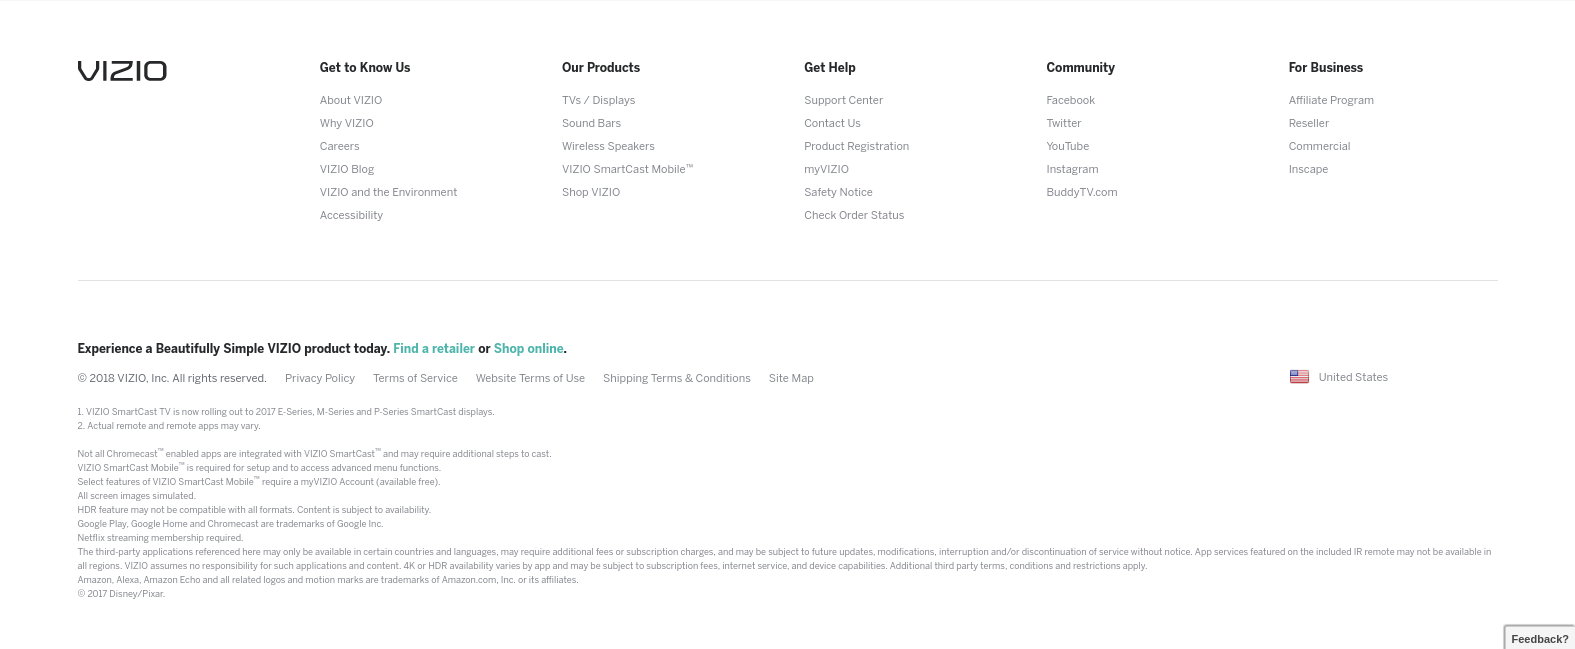 VIZIO
Get to Know Us
About VIZIO
Why VIZIO
Careers
VIZIO Blog
VIZIO and the Environment
Accessibility
Our Products
TVs / Displays
Sound Bars
Wireless Speakers
VIZIO SmartCast Mobile™
Shop VIZIO
Get Help
Support Center
Contact Us
Product Registration
myVIZIO
Safety Notice
Check Order Status
Community
Facebook
Twitter
YouTube
Instagram
BuddyTV.com
For Business
Affiliate Program
Reseller
Commercial
Inscape
Experience a Beautifully Simple VIZIO product today. Find a retailer or Shop online.
© 2018 VIZIO, Inc. All rights reserved. Privacy Policy Terms of Service Website Terms of Use Shipping Terms & Conditions Site Map
United States
1. VIZIO SmartCast TV is now rolling out to 2017 E-Series, M-Series and P-Series SmartCast displays.
2. Actual remote and remote apps may vary.
Not all Chromecast™ enabled apps are integrated with VIZIO SmartCast™ and may require additional steps to cast.
VIZIO SmartCast Mobile™ is required for setup and to access advanced menu functions.
Select features of VIZIO SmartCast Mobile™ require a myVIZIO Account (available free).
All screen images simulated.
HDR feature may not be compatible with all formats. Content is subject to availability.
Google Play, Google Home and Chromecast are trademarks of Google Inc.
Netflix streaming membership required.
The third-party applications referenced here may only be available in certain countries and languages, may require additional fees or subscription charges, and may be subject to future updates, modifications, interruption and/or discontinuation of service without notice. App services featured on the included IR remote may not be available in
all regions. VIZIO assumes no responsibility for such applications and content. 4K or HDR availability varies by app and may be subject to subscription fees, internet service, and device capabilities. Additional third party terms, conditions and restrictions apply.
Amazon, Alexa, Amazon Echo and all related logos and motion marks are trademarks of Amazon.com, Inc. or its affiliates.
© 2017 Disney/Pixar.
Feedback?